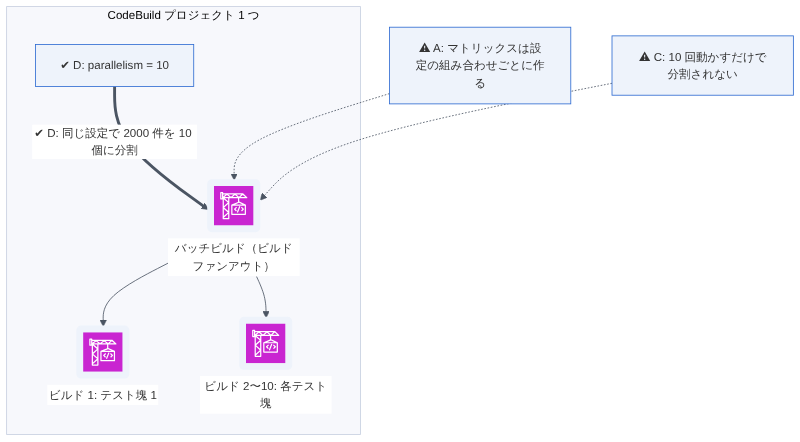 CodeBuild プロジェクト 1 つ
✔ D: parallelism = 10
⚠ A: マトリックスは設
定の組み合わせごとに作
る
⚠ C: 10 回動かすだけで
分割されない
✔ D: 同じ設定で 2000 件を 10
個に分割
バッチビルド（ビルド
ファンアウト）
ビルド 1: テスト塊 1
ビルド 2〜10: 各テスト
塊